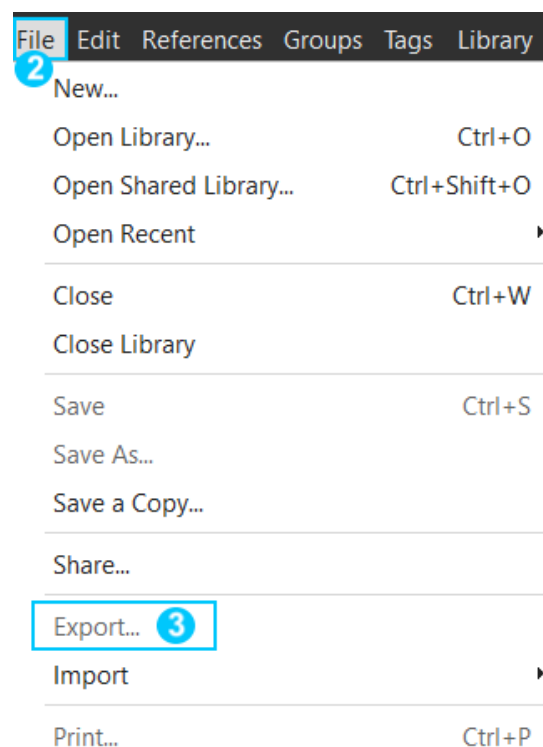 File Edit References Groups Tags Library
2
New...
Open Library... Ctrl+O
Open Shared Library... Ctrl+Shift+O
Open Recent
Close Ctrl+W
Close Library
Save Ctrl+S
Save As...
Save a Copy...
Share...
Export... 3
Import
Print... Ctrl+P